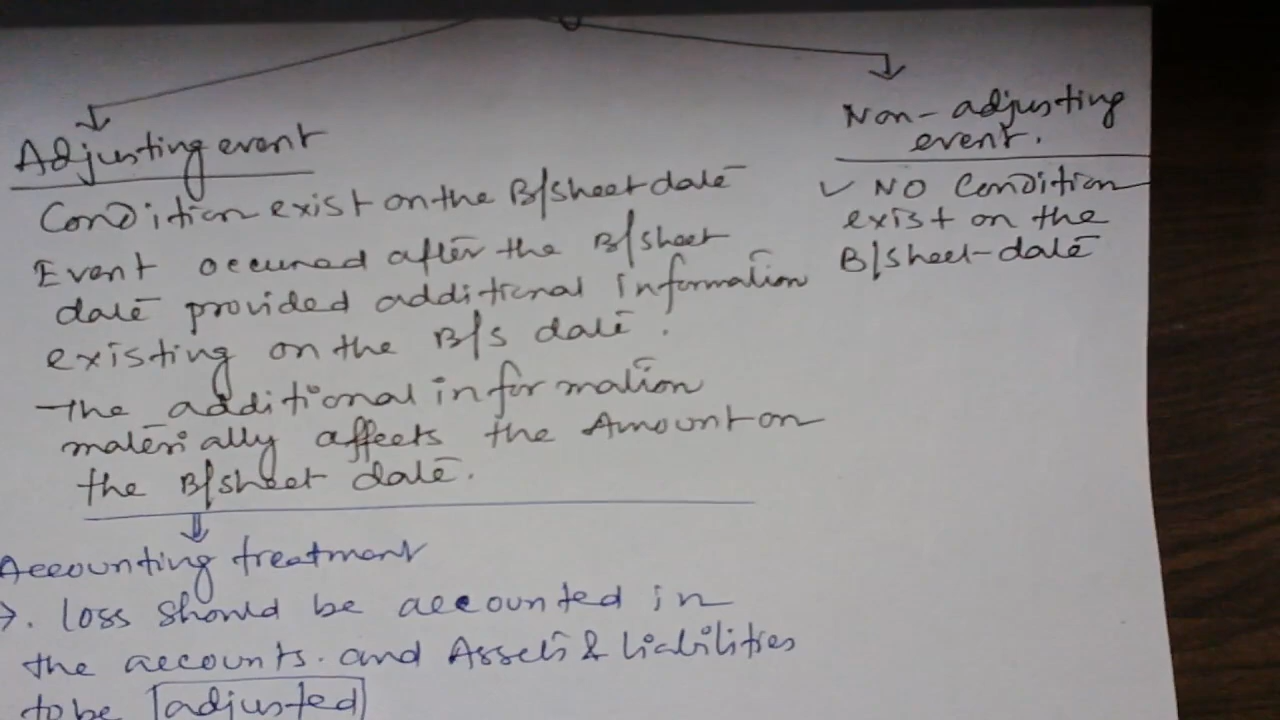 Adjusting event
Condition exist on the B/sheet date
Event occured after the B/sheet
date provided additional information
existing on the B/s date.
The additional information
materially affects the Amount on
the B/sheet date.
Accounting treatment
→. Loss should be accounted in
the accounts. and Assets & liabilities
to be adjusted
Non-adjusting
event.
✓ NO Condition
exist on the
B/sheet-date